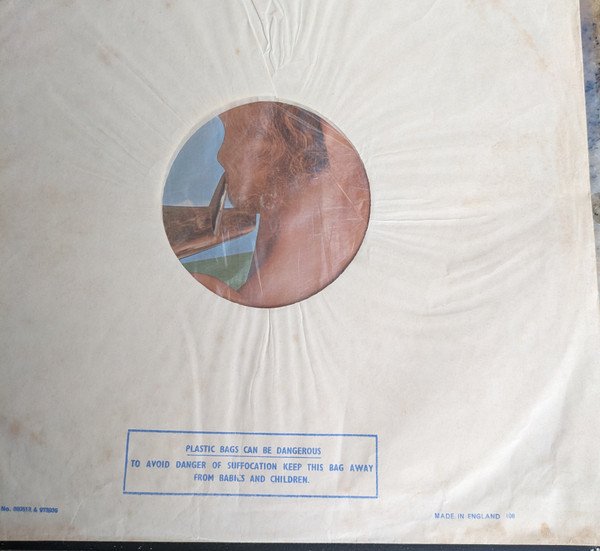 PLASTIC BAGS CAN BE DANGEROUS
TO AVOID DANGER OF SUFFOCATION KEEP THIS BAG AWAY
FROM BABIES AND CHILDREN.
No. &
MADE IN ENGLAND